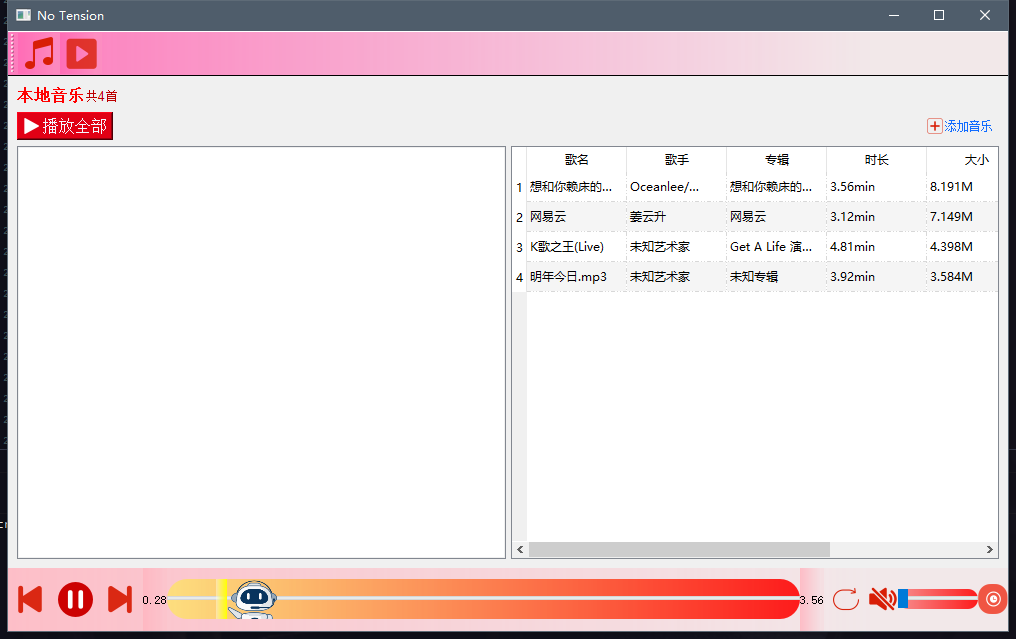 No Tension
本地音乐共4首
播放全部
添加音乐
歌名 歌手 专辑 时长 大小
1 想和你赖床的... Oceanlee/... 想和你赖床的... 3.56min 8.191M
2 网易云 姜云升 网易云 3.12min 7.149M
3 K歌之王(Live) 未知艺术家 Get A Life 演... 4.81min 4.398M
4 明年今日.mp3 未知艺术家 未知专辑 3.92min 3.584M
0.28 3.56